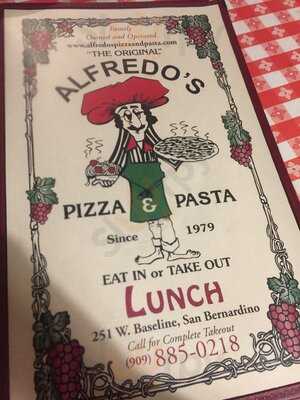 Family
Owned and Operated
www.alfredospizzaandpasta.com
"THE ORIGINAL"
ALFREDO'S
PIZZA & PASTA
Since 1979
EAT IN or TAKE OUT
LUNCH
251 W. Baseline, San Bernardino
Call for Complete Takeout
(909) 885-0218